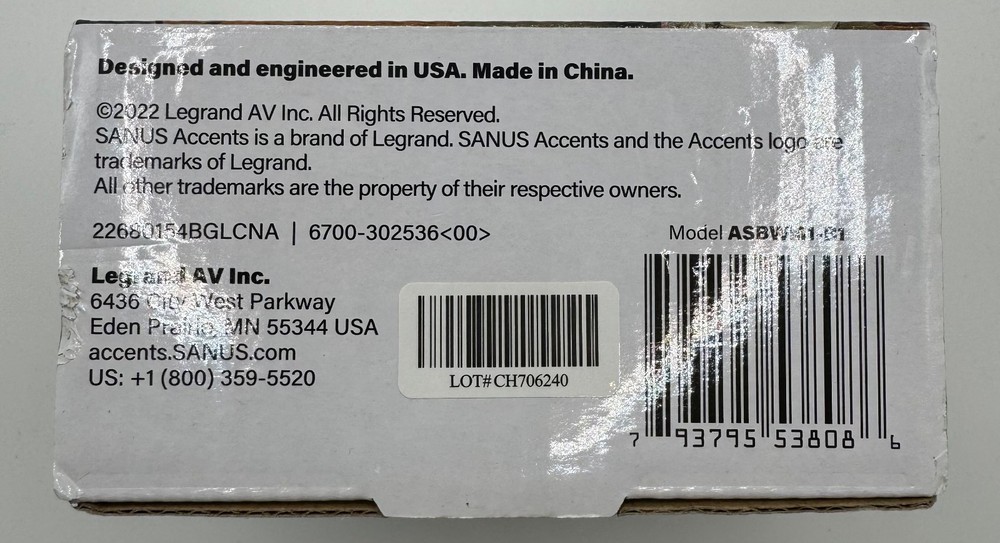 Designed and engineered in USA. Made in China.
©2022 Legrand AV Inc. All Rights Reserved.
SANUS Accents is a brand of Legrand. SANUS Accents and the Accents logo are
trademarks of Legrand.
All other trademarks are the property of their respective owners.
22680154BGLCNA | 6700-302536<00>
Legrand AV Inc.
6436 City West Parkway
Eden Prairie, MN 55344 USA
accents.SANUS.com
US: +1 (800) 359-5520
LOT# CH706240
Model
7 93795 53808 6